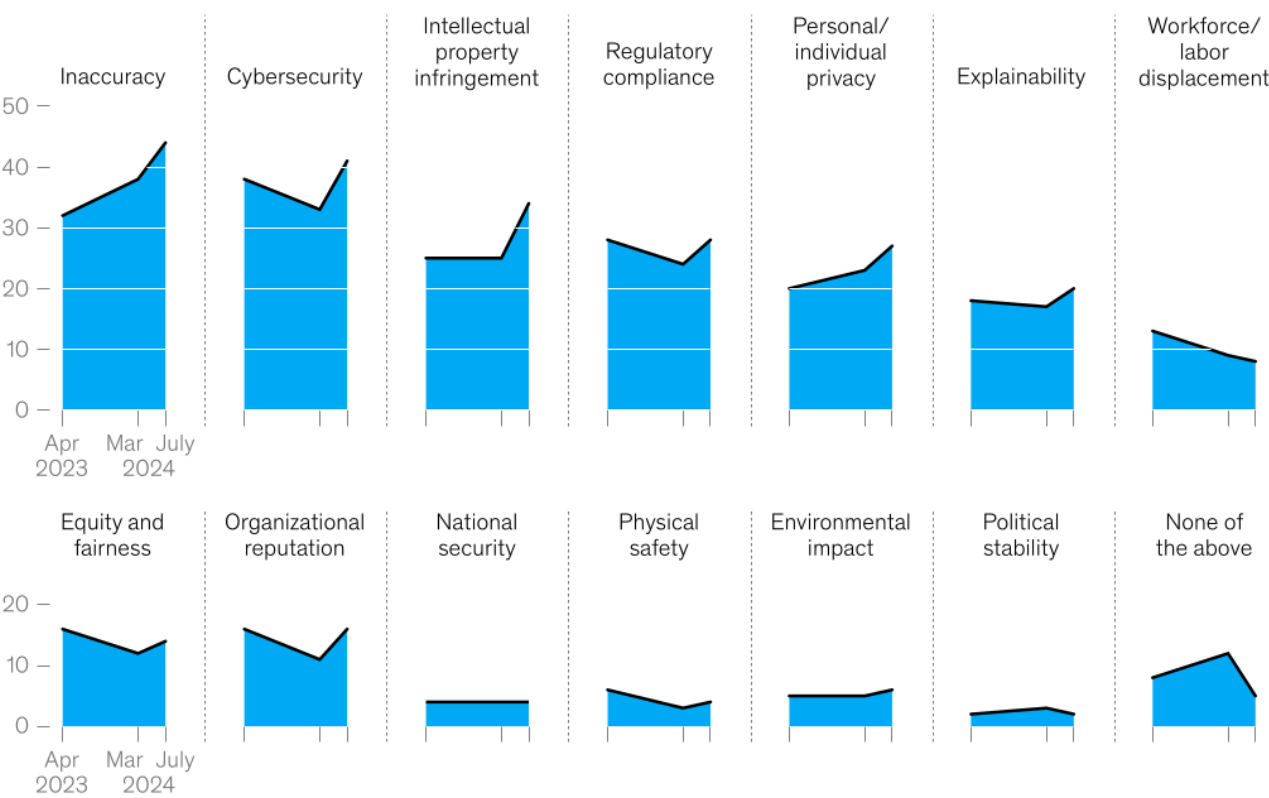 Inaccuracy
Cybersecurity
Intellectual
property
infringement
Regulatory
compliance
Personal/
individual
privacy
Explainability
Workforce/
labor
displacement
50
40
30
20
10
0
Apr
2023
Mar July
2024
Equity and
fairness
Organizational
reputation
National
security
Physical
safety
Environmental
impact
Political
stability
None of
the above
20
10
0
Apr
2023
Mar July
2024